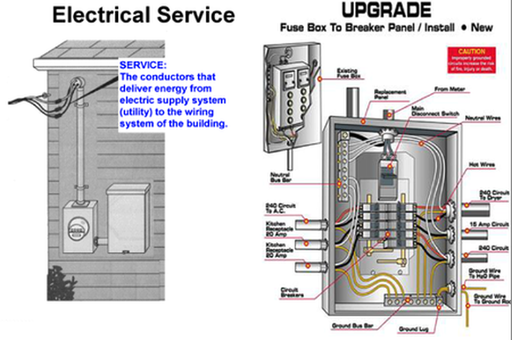 Electrical Service
SERVICE:
The conductors that
deliver energy from
electric supply system
(utility) to the wiring
system of the building.
UPGRADE
Fuse Box To Breaker Panel / Install • New
CAUTION
Improperly grounded
circuits increase the risk
of fire, injury or death.
Existing
Fuse Box
Replacement
Panel
From Meter
Main
Disconnect Switch
Neutral Wires
Neutral
Bus Bar
Hot Wires
240 Circuit
To A.C.
Kitchen
Receptacle
20 Amp
Kitchen
Receptacle
20 Amp
Circuit
Breakers
240 Circuit
To Dryer
15 Amp Circuit
240 Circuit
Ground Wire
To H2O Pipe
Ground Wire
To Ground Rod
Ground Bus Bar
Ground Lug